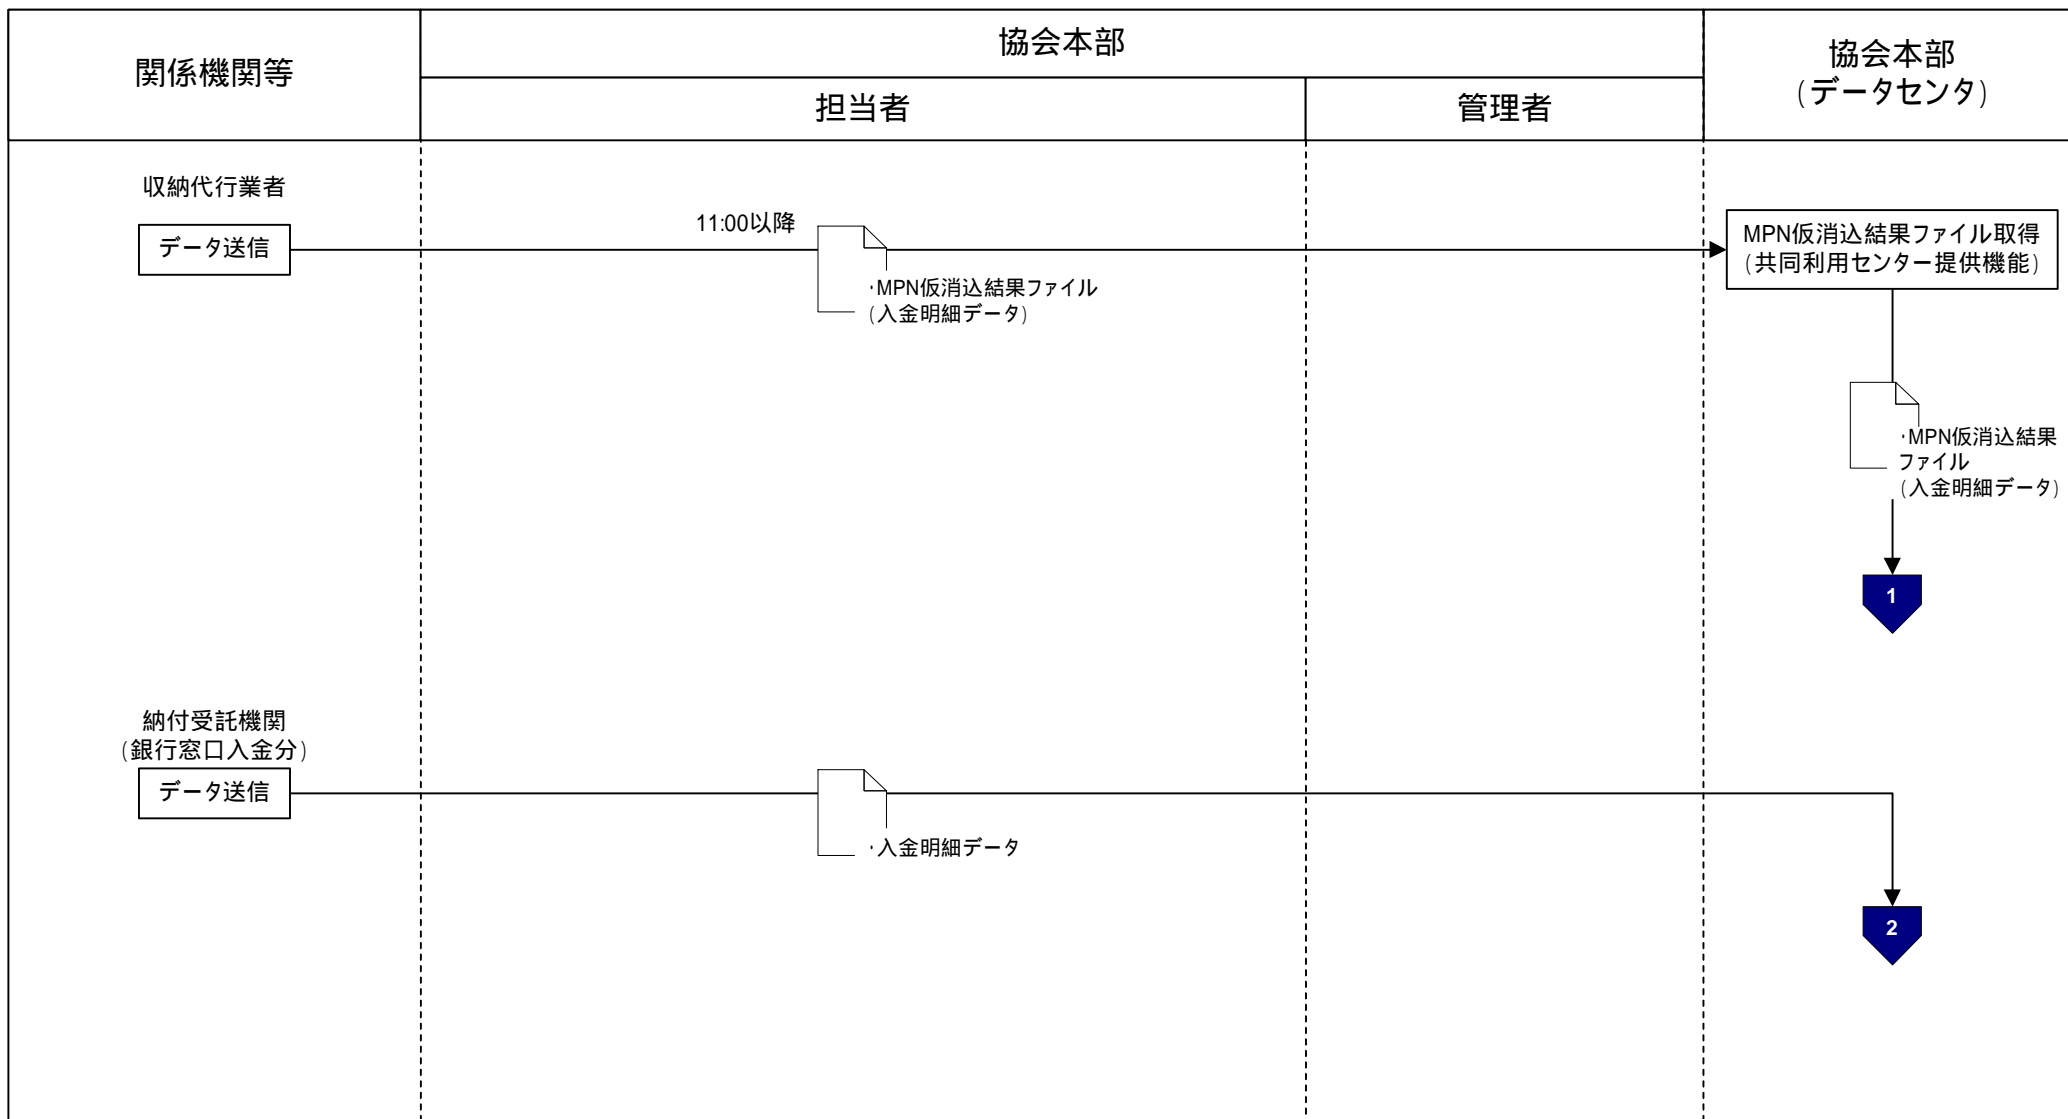 関係機関等
協会本部
担当者
管理者
協会本部
(データセンタ)
収納代行業者
データ送信
11:00以降
・MPN仮消込結果ファイル
(入金明細データ)
MPN仮消込結果ファイル取得
(共同利用センター提供機能)
・MPN仮消込結果
ファイル
(入金明細データ)
1
納付受託機関
(銀行窓口入金分)
データ送信
・入金明細データ
2